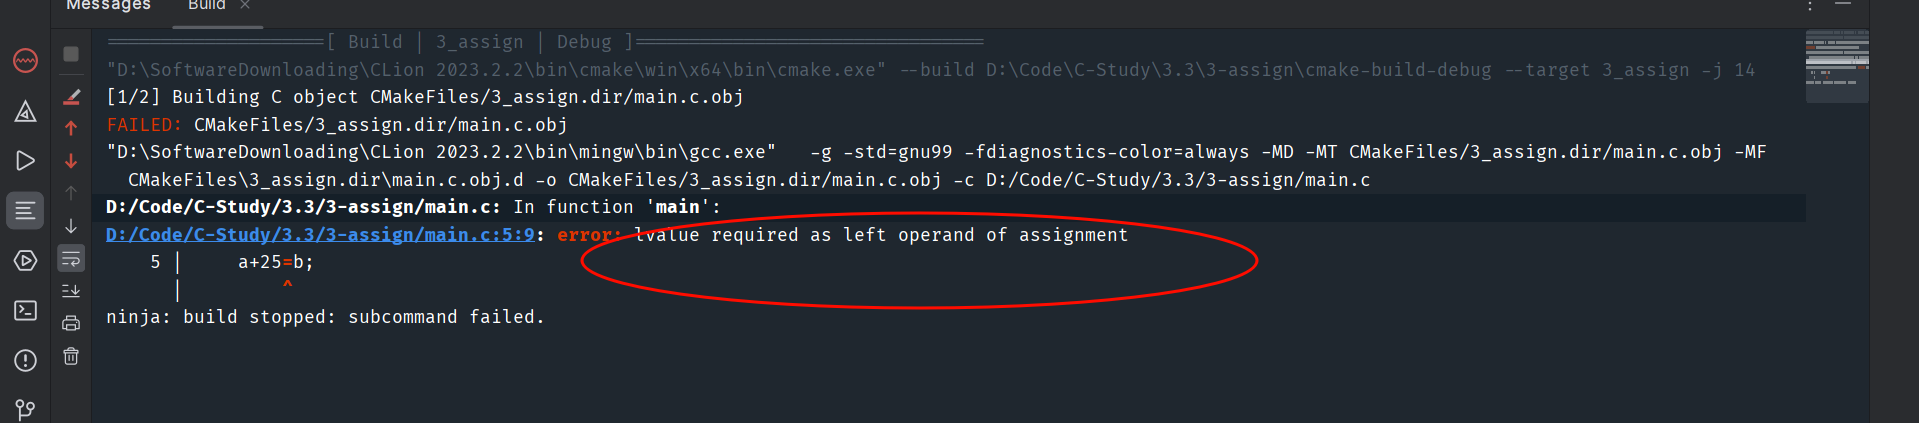 Messages Build ×
====================[ Build | 3_assign | Debug ]================================
"D:\SoftwareDownloading\CLion 2023.2.2\bin\cmake\win\x64\bin\cmake.exe" --build D:\Code\C-Study\3.3\3-assign\cmake-build-debug --target 3_assign -j 14
[1/2] Building C object CMakeFiles/3_assign.dir/main.c.obj
FAILED: CMakeFiles/3_assign.dir/main.c.obj
"D:\SoftwareDownloading\CLion 2023.2.2\bin\mingw\bin\gcc.exe"   -g -std=gnu99 -fdiagnostics-color=always -MD -MT CMakeFiles/3_assign.dir/main.c.obj -MF
CMakeFiles\3_assign.dir\main.c.obj.d -o CMakeFiles/3_assign.dir/main.c.obj -c D:/Code/C-Study/3.3/3-assign/main.c
D:/Code/C-Study/3.3/3-assign/main.c: In function 'main':
D:/Code/C-Study/3.3/3-assign/main.c:5:9: error: lvalue required as left operand of assignment
    5 |     a+25=b;
      |         ^
ninja: build stopped: subcommand failed.